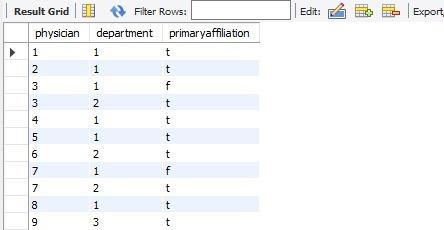 Result Grid Filter Rows: Edit: Export
physician department primaryaffiliation
1 1 t
2 1 t
3 1 f
3 2 t
4 1 t
5 1 t
6 2 t
7 1 f
7 2 t
8 1 t
9 3 t